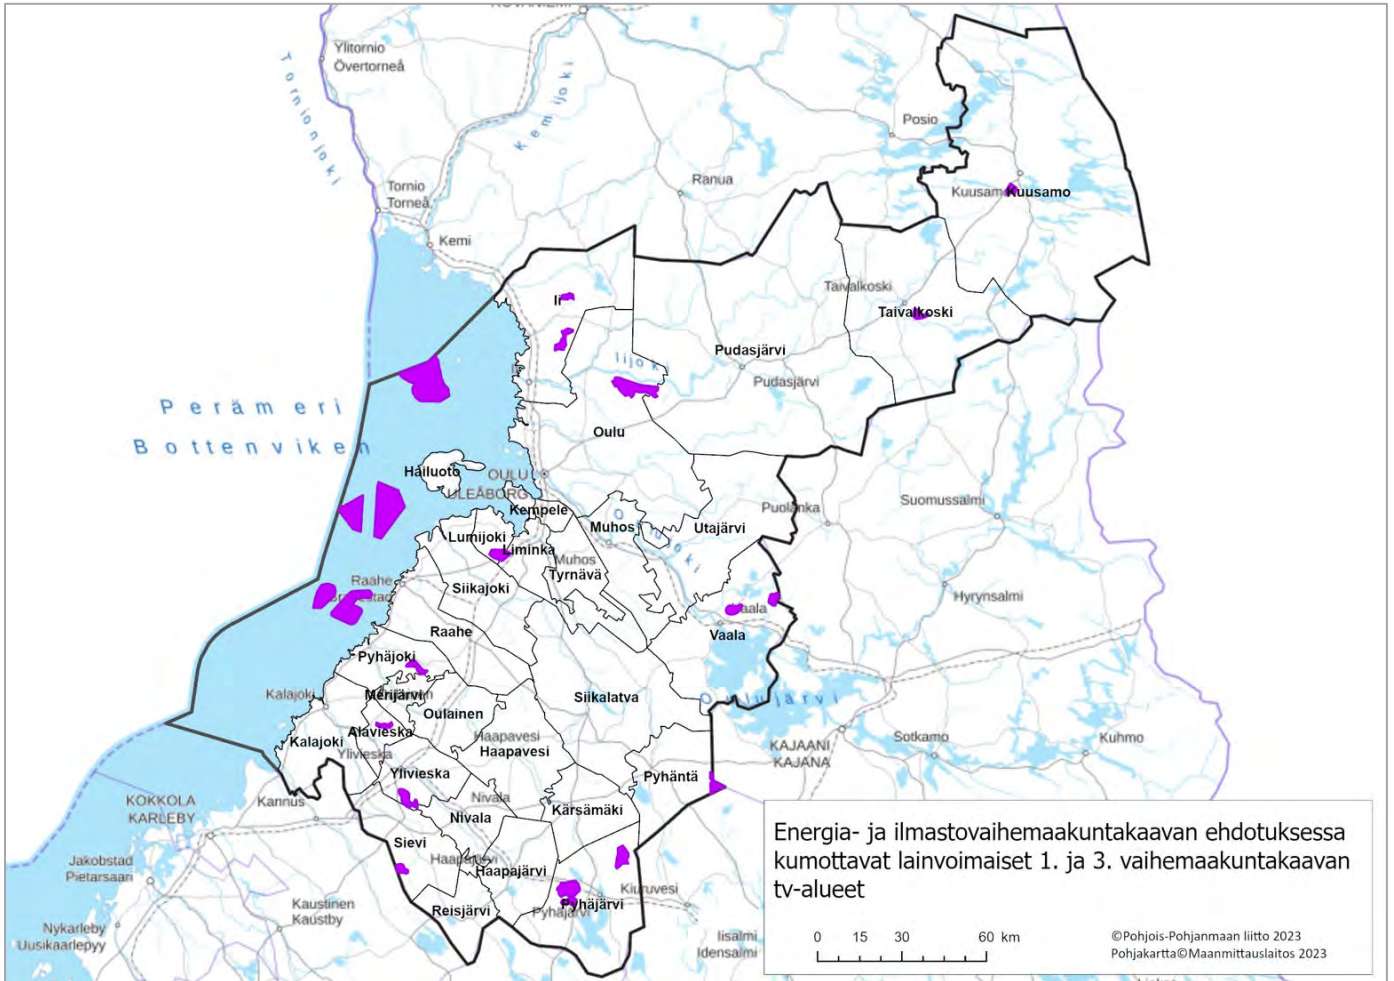 Ylitornio
Övertorneå
Tornionjoki
Kemijoki
Posio
Ranua
Tornio
Torneå
Kuusamo
Kemi
Taivalkoski
Ii
Taivalkoski
Pudasjärvi
Iijoki
Pudasjärvi
Perämeri
Bottenviken
Oulu
Hailuoto
OULU
ULEÅBORG
Suomussalmi
Kempele
Puolanka
Muhos
Utajärvi
Oulujoki
Lumijoki
Liminka
Muhos
Tyrnävä
Raahe
Siikajoki
Hyrynsalmi
Vaala
Raahe
Vaala
Pyhäjoki
Kalajoki
Merijärvi
Siikalatva
Oulujärvi
Oulainen
Alavieska
Haapavesi
Kalajoki
Haapavesi
Ylivieska
KAJAANI
KAJANA
Sotkamo
Kuhmo
Ylivieska
Pyhäntä
KOKKOLA
KARLEBY
Kannus
Nivala
Kärsämäki
Nivala
Sievi
Haapajärvi
Haapajärvi
Jakobstad
Pietarsaari
Kiuruvesi
Kaustinen
Kaustby
Reisjärvi
Pyhäjärvi
Pyhäjärvi
Nykarleby
Uusikaarlepyy
Iisalmi
Idensalmi
Energia- ja ilmastovaihemaakuntakaavan ehdotuksessa
kumottavat lainvoimaiset 1. ja 3. vaihemaakuntakaavan
tv-alueet
0 15 30 60 km
©Pohjois-Pohjanmaan liitto 2023
Pohjakartta©Maanmittauslaitos 2023